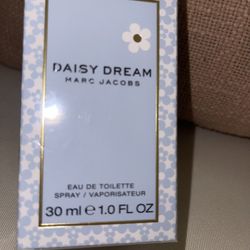 DAISY DREAM
MARC JACOBS
EAU DE TOILETTE
SPRAY / VAPORISATEUR
30 ml ℮ 1.0 FL OZ